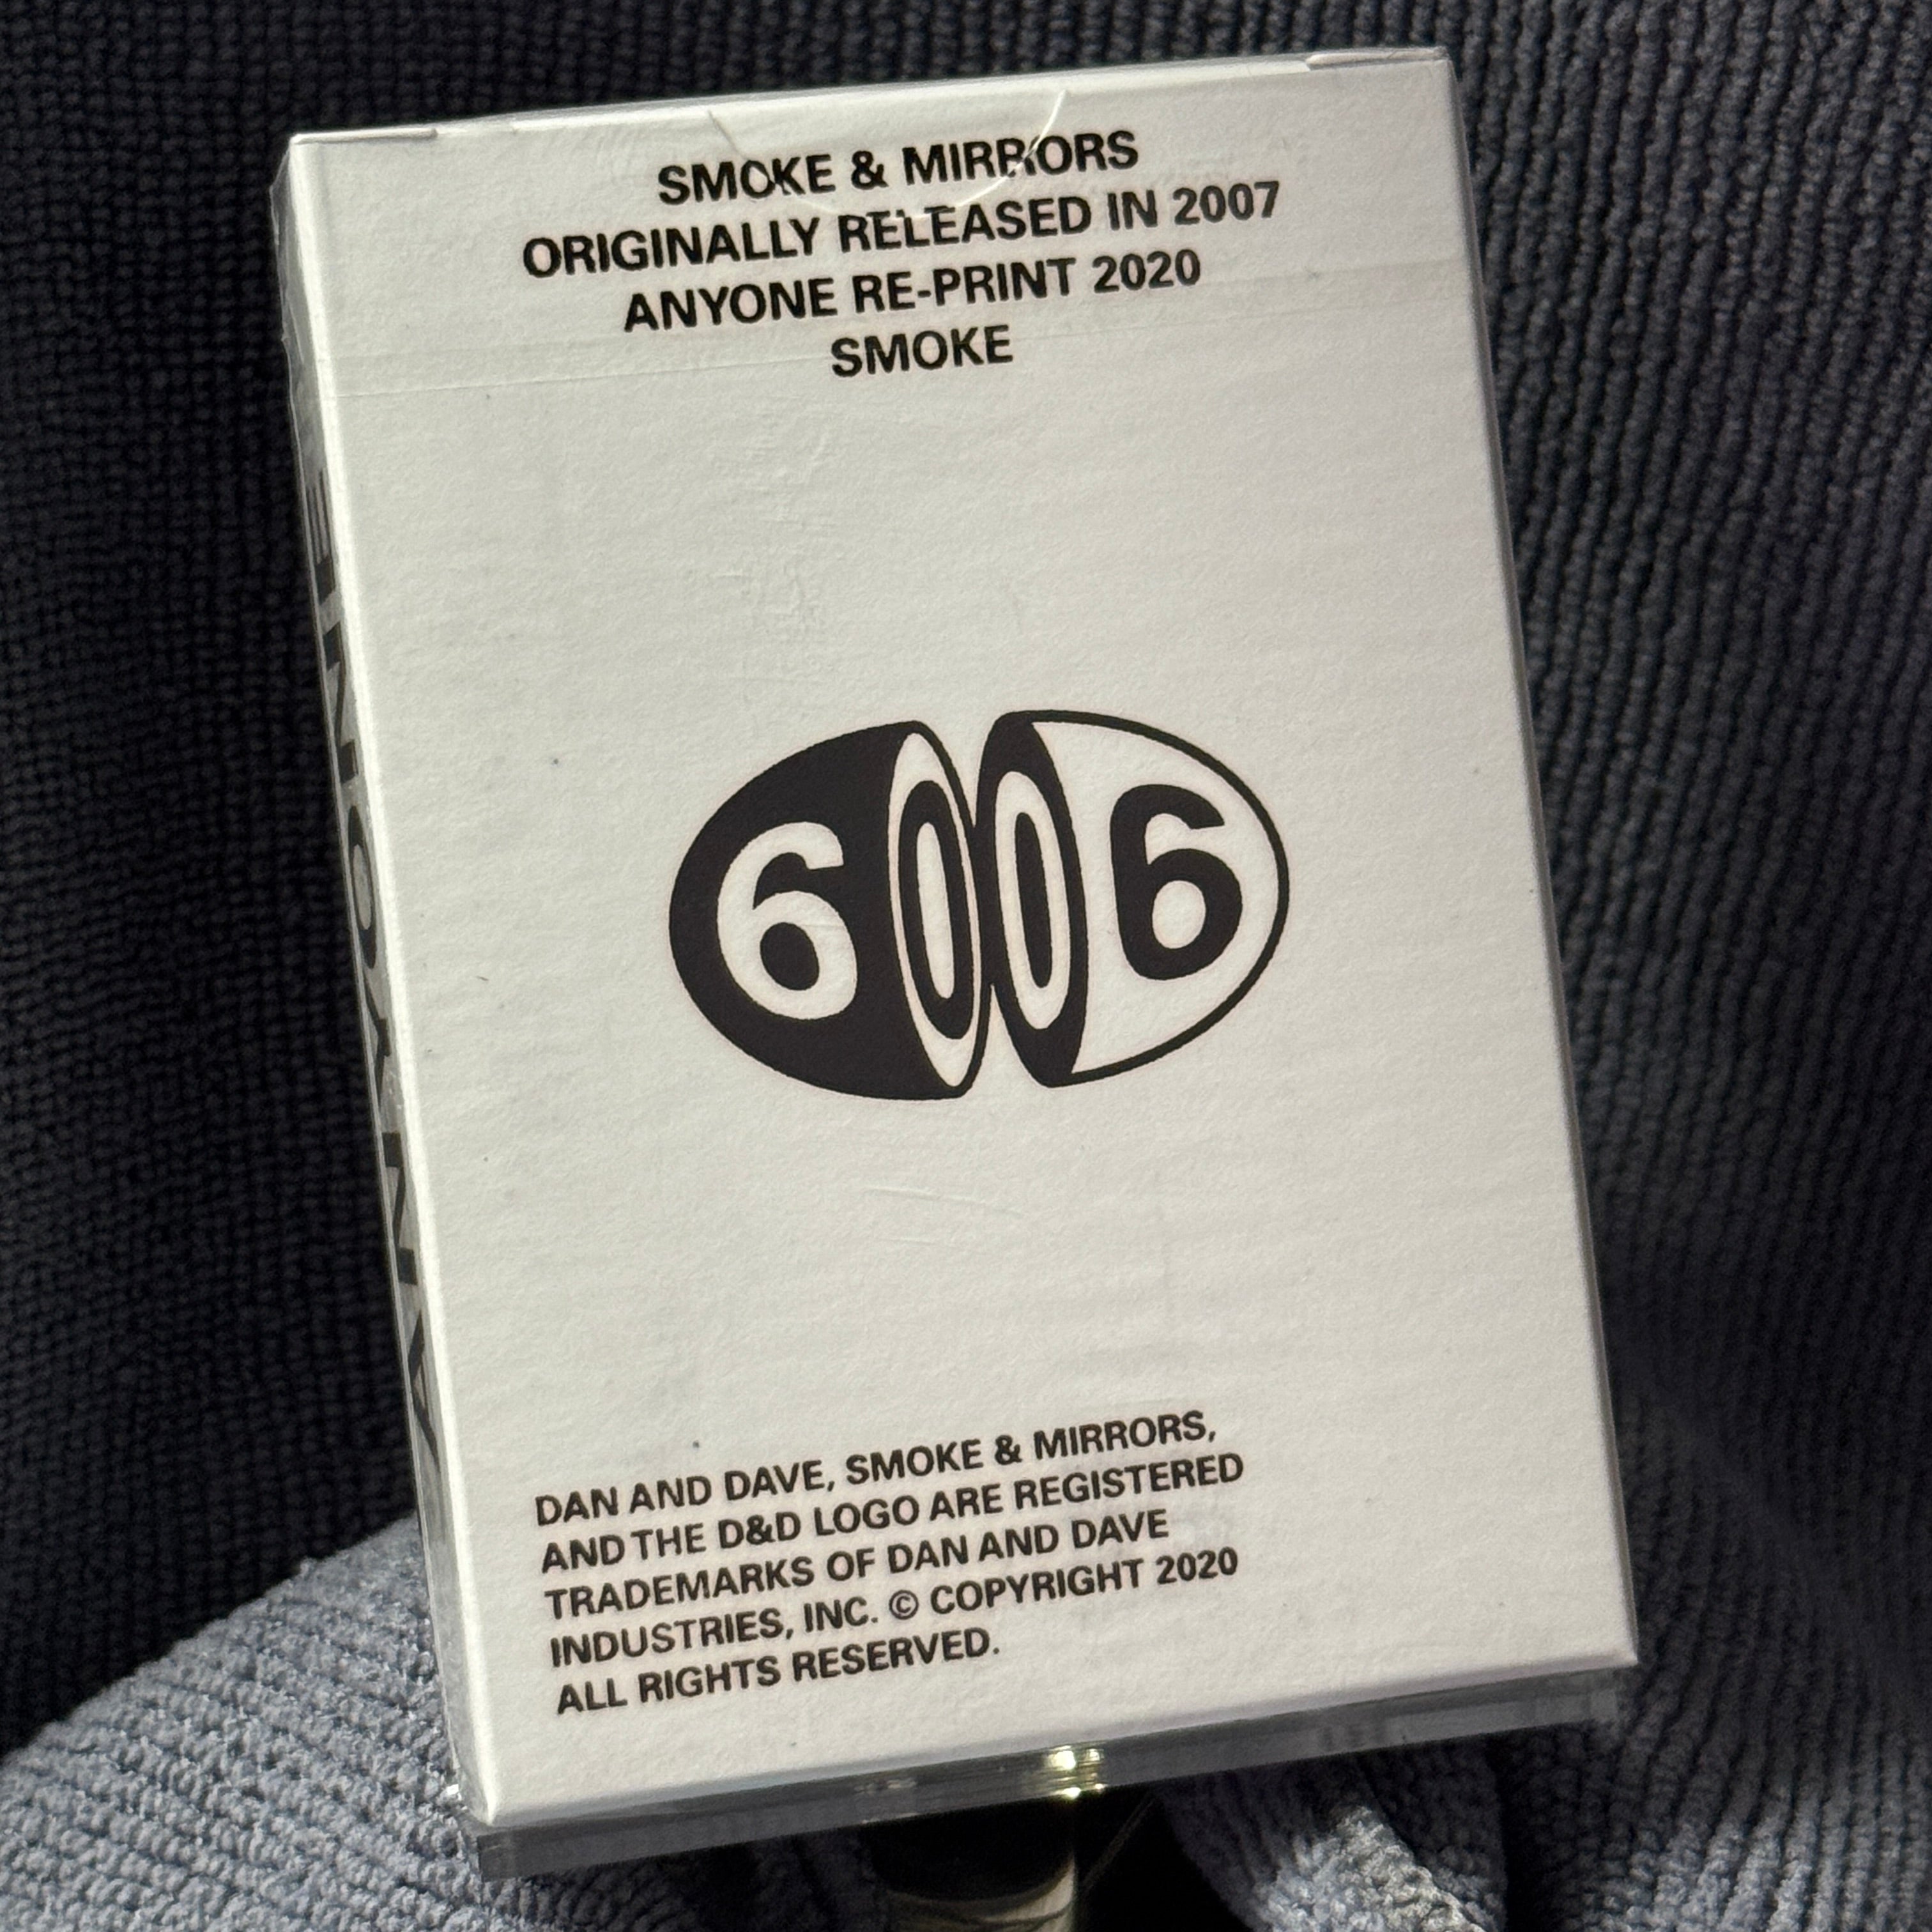 SMOKE & MIRRORS
ORIGINALLY RELEASED IN 2007
ANYONE RE-PRINT 2020
SMOKE
ANYONE
6006
DAN AND DAVE, SMOKE & MIRRORS,
AND THE D&D LOGO ARE REGISTERED
TRADEMARKS OF DAN AND DAVE
INDUSTRIES, INC. © COPYRIGHT 2020
ALL RIGHTS RESERVED.